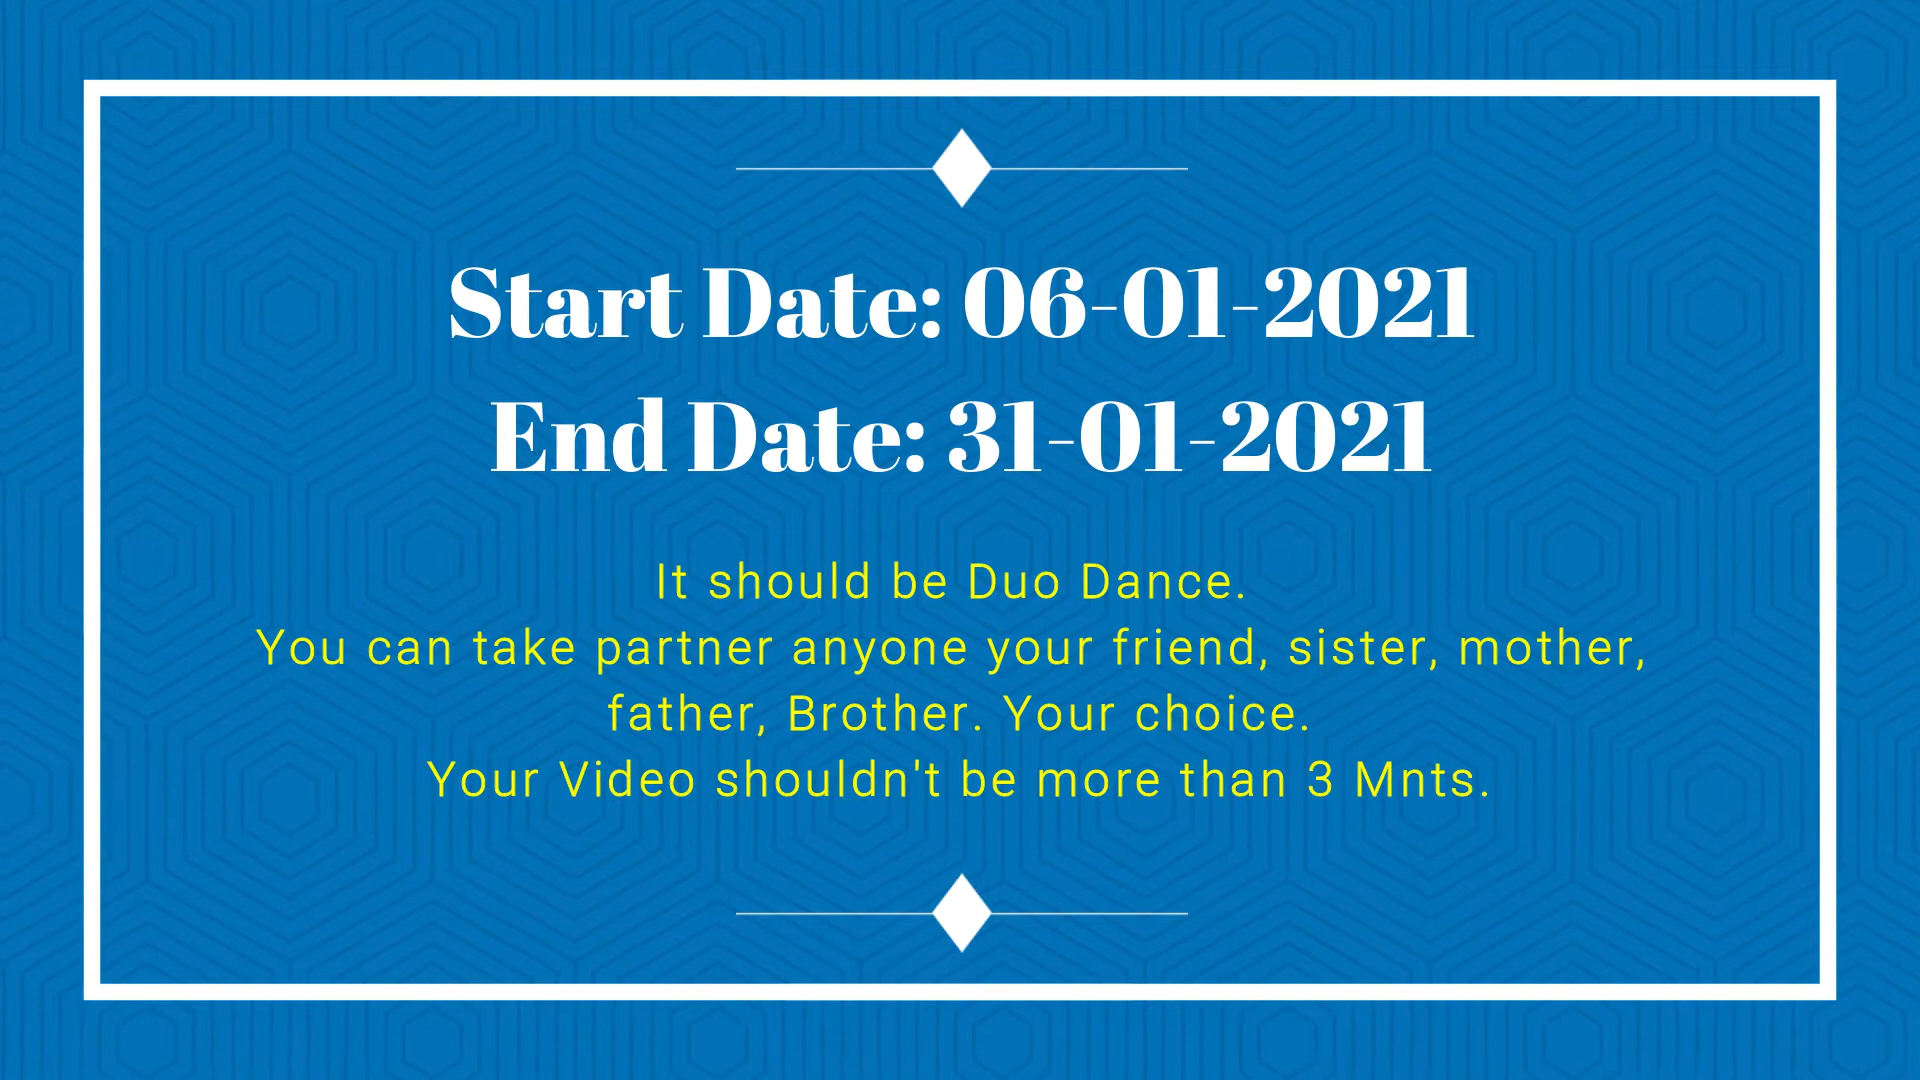 Start Date: 06-01-2021
End Date: 31-01-2021
It should be Duo Dance.
You can take partner anyone your friend, sister, mother,
father, Brother. Your choice.
Your Video shouldn't be more than 3 Mnts.